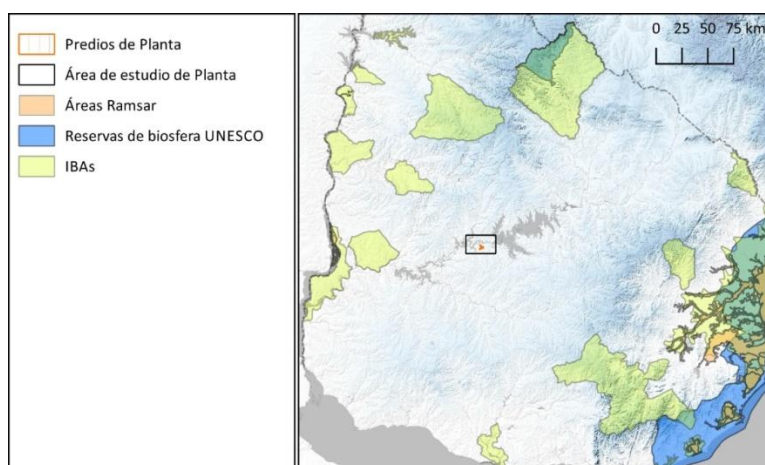 Predios de Planta
Área de estudio de Planta
Áreas Ramsar
Reservas de biosfera UNESCO
IBAs
0 25 50 75 km